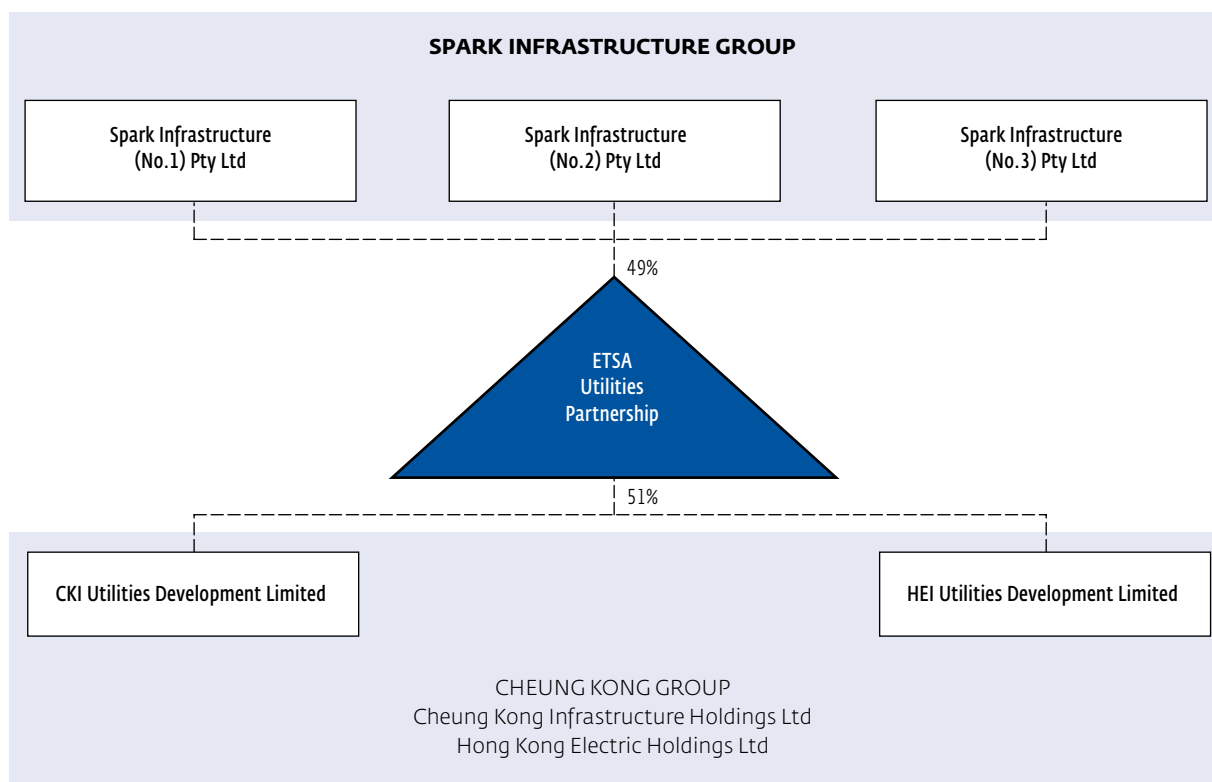 SPARK INFRASTRUCTURE GROUP
Spark Infrastructure
(No.1) Pty Ltd
Spark Infrastructure
(No.2) Pty Ltd
Spark Infrastructure
(No.3) Pty Ltd
49%
ETSA
Utilities
Partnership
51%
CKI Utilities Development Limited
HEI Utilities Development Limited
CHEUNG KONG GROUP
Cheung Kong Infrastructure Holdings Ltd
Hong Kong Electric Holdings Ltd